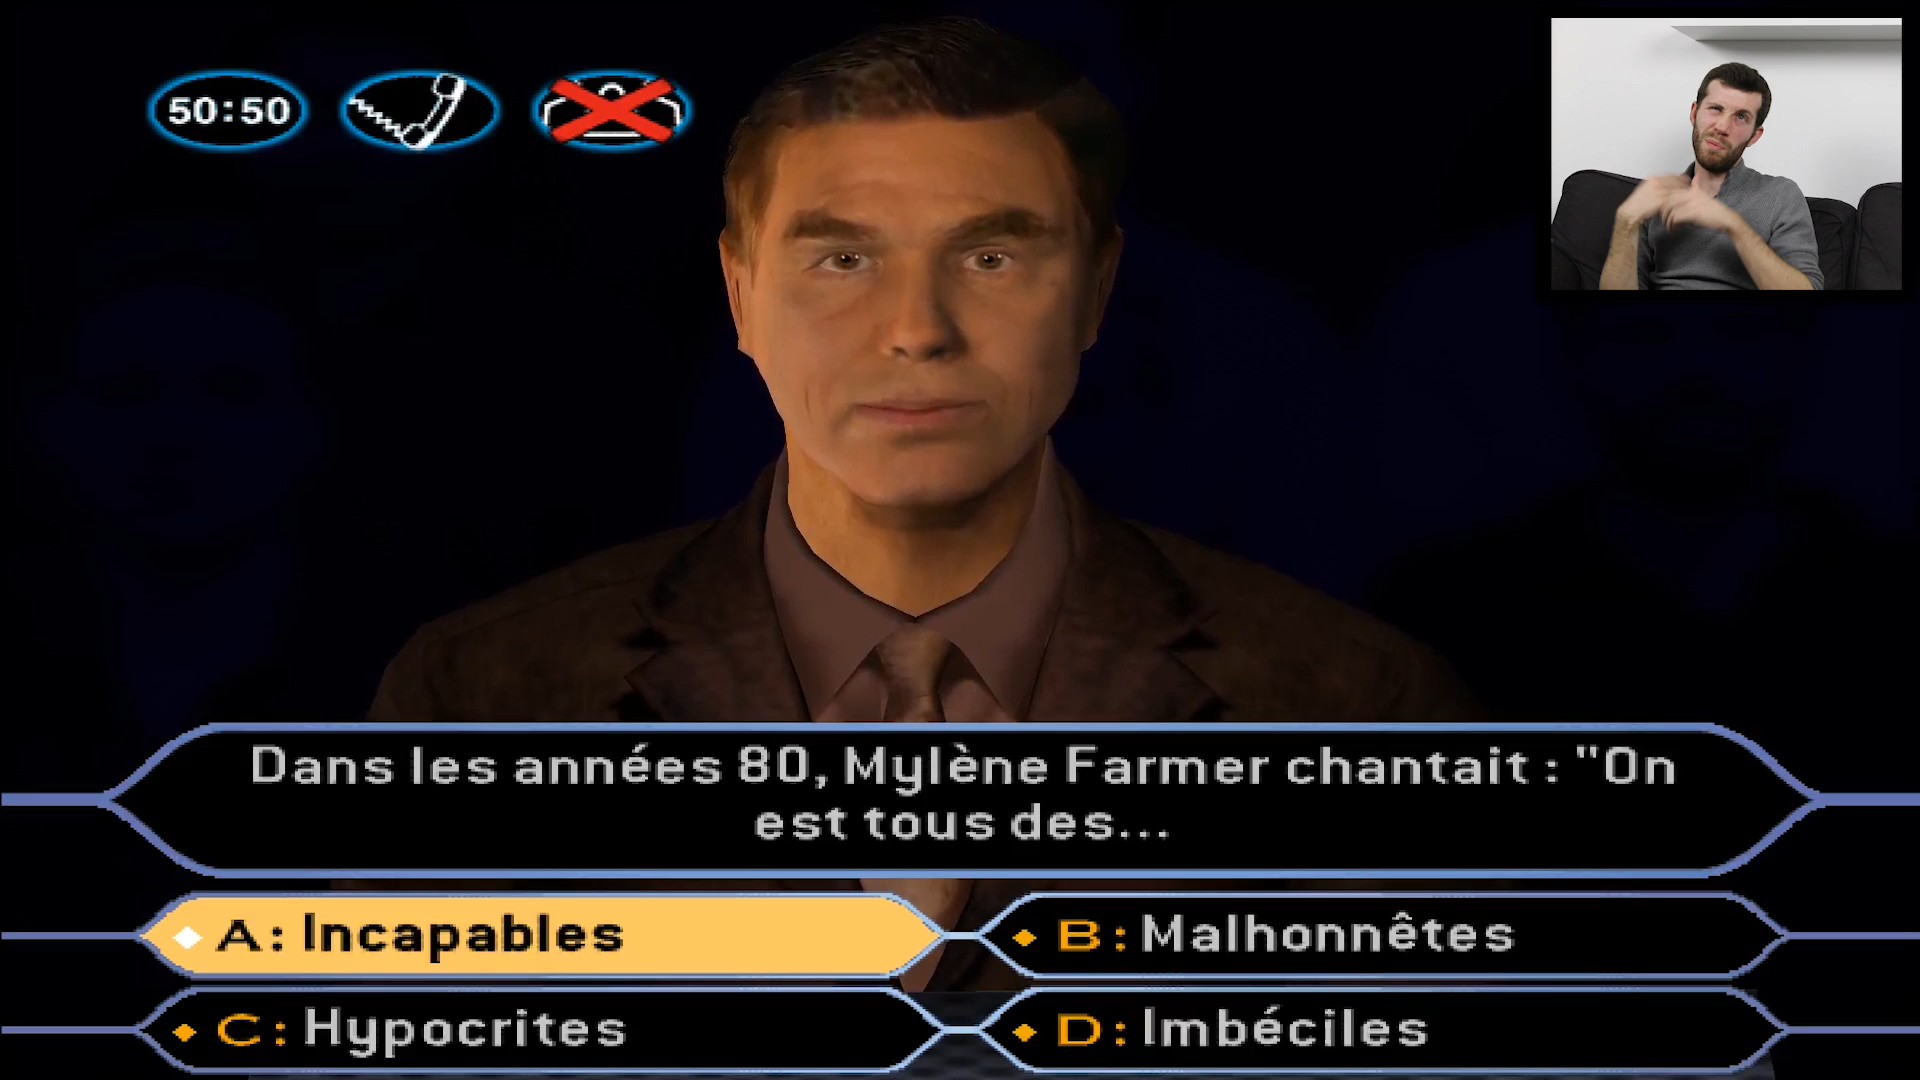 50:50
Dans les années 80, Mylène Farmer chantait : "On
est tous des...
A: Incapables
B: Malhonnêtes
C: Hypocrites
D: Imbéciles